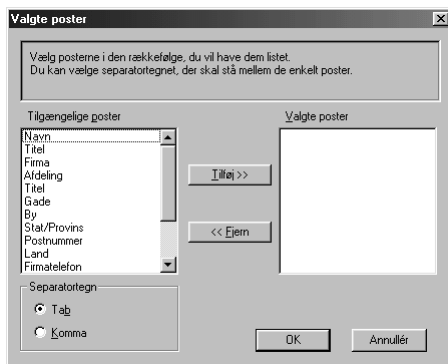 Valgte poster
Vælg posterne i den rækkefølge, du vil have dem listet.
Du kan vælge separatortegnet, der skal stå mellem de enkelt poster.
Tilgængelige poster
Valgte poster
Navn
Titel
Firma
Afdeling
Titel
Gade
By
Stat/Provins
Postnummer
Land
Firmatelefon
Tilføj >>
<< Fjern
Separatortegn
Tab
Komma
OK
Annullér